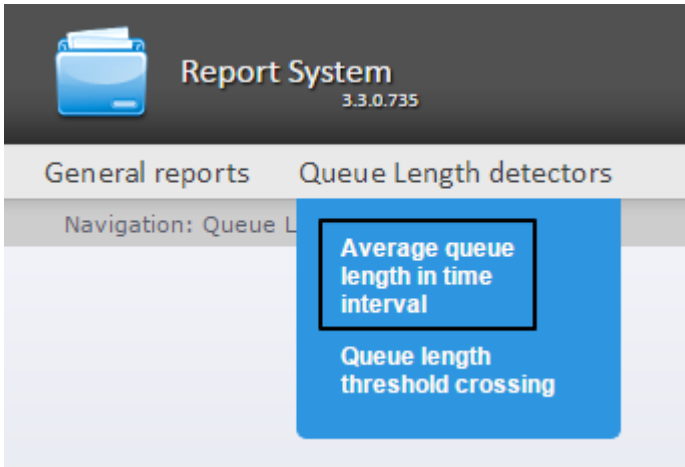 Report System
3.3.0.735
General reports
Queue Length detectors
Navigation: Queue L
Average queue
length in time
interval
Queue length
threshold crossing